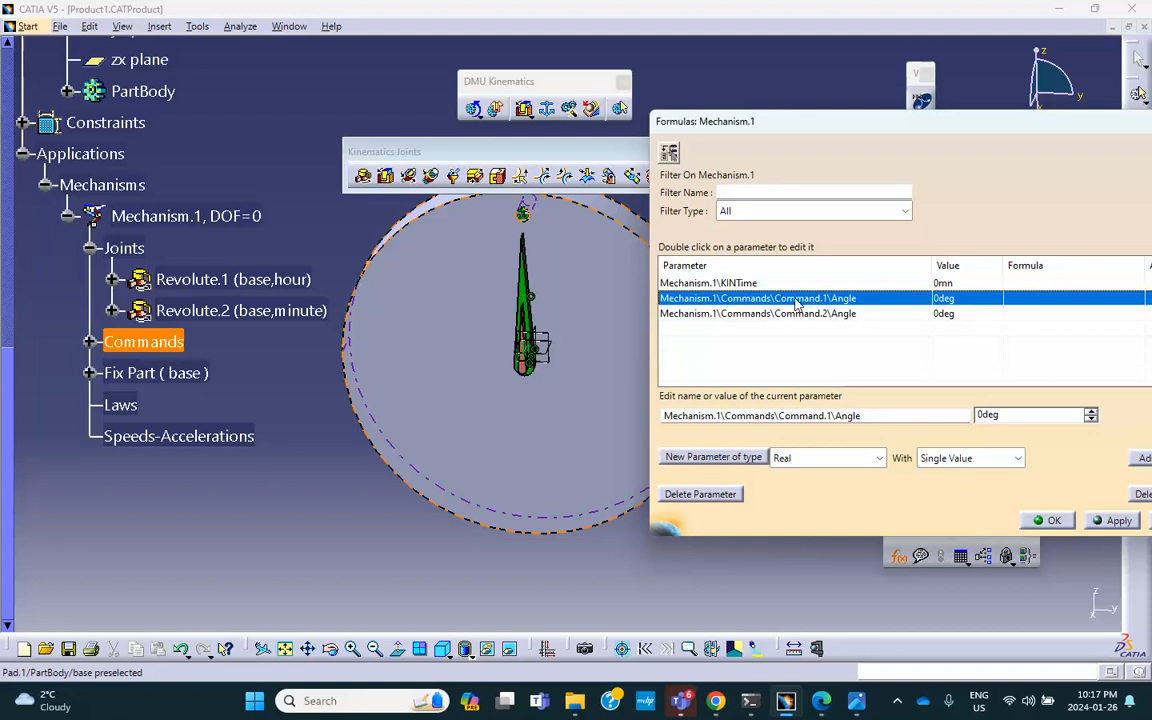 CATIA V5 - [Product1.CATProduct]
Start File Edit View Insert Tools Analyze Window Help
zx plane
PartBody
Constraints
Applications
Mechanisms
Mechanism.1, DOF=0
Joints
Revolute.1 (base,hour)
Revolute.2 (base,minute)
Commands
Fix Part ( base )
Laws
Speeds-Accelerations
DMU Kinematics
Kinematics Joints
V
z
y
Formulas: Mechanism.1
Filter On Mechanism.1
Filter Name :
Filter Type : All
Double click on a parameter to edit it
Parameter Value Formula
Mechanism.1\KINTime 0mn
Mechanism.1\Commands\Command.1\Angle 0deg
Mechanism.1\Commands\Command.2\Angle 0deg
Edit name or value of the current parameter
Mechanism.1\Commands\Command.1\Angle 0deg
New Parameter of type Real With Single Value
Delete Parameter
OK Apply
f(x)
z
y
CATIA
Pad.1/PartBody/base preselected
2°C
Cloudy
Search
6
ENG
US
10:17 PM
2024-01-26